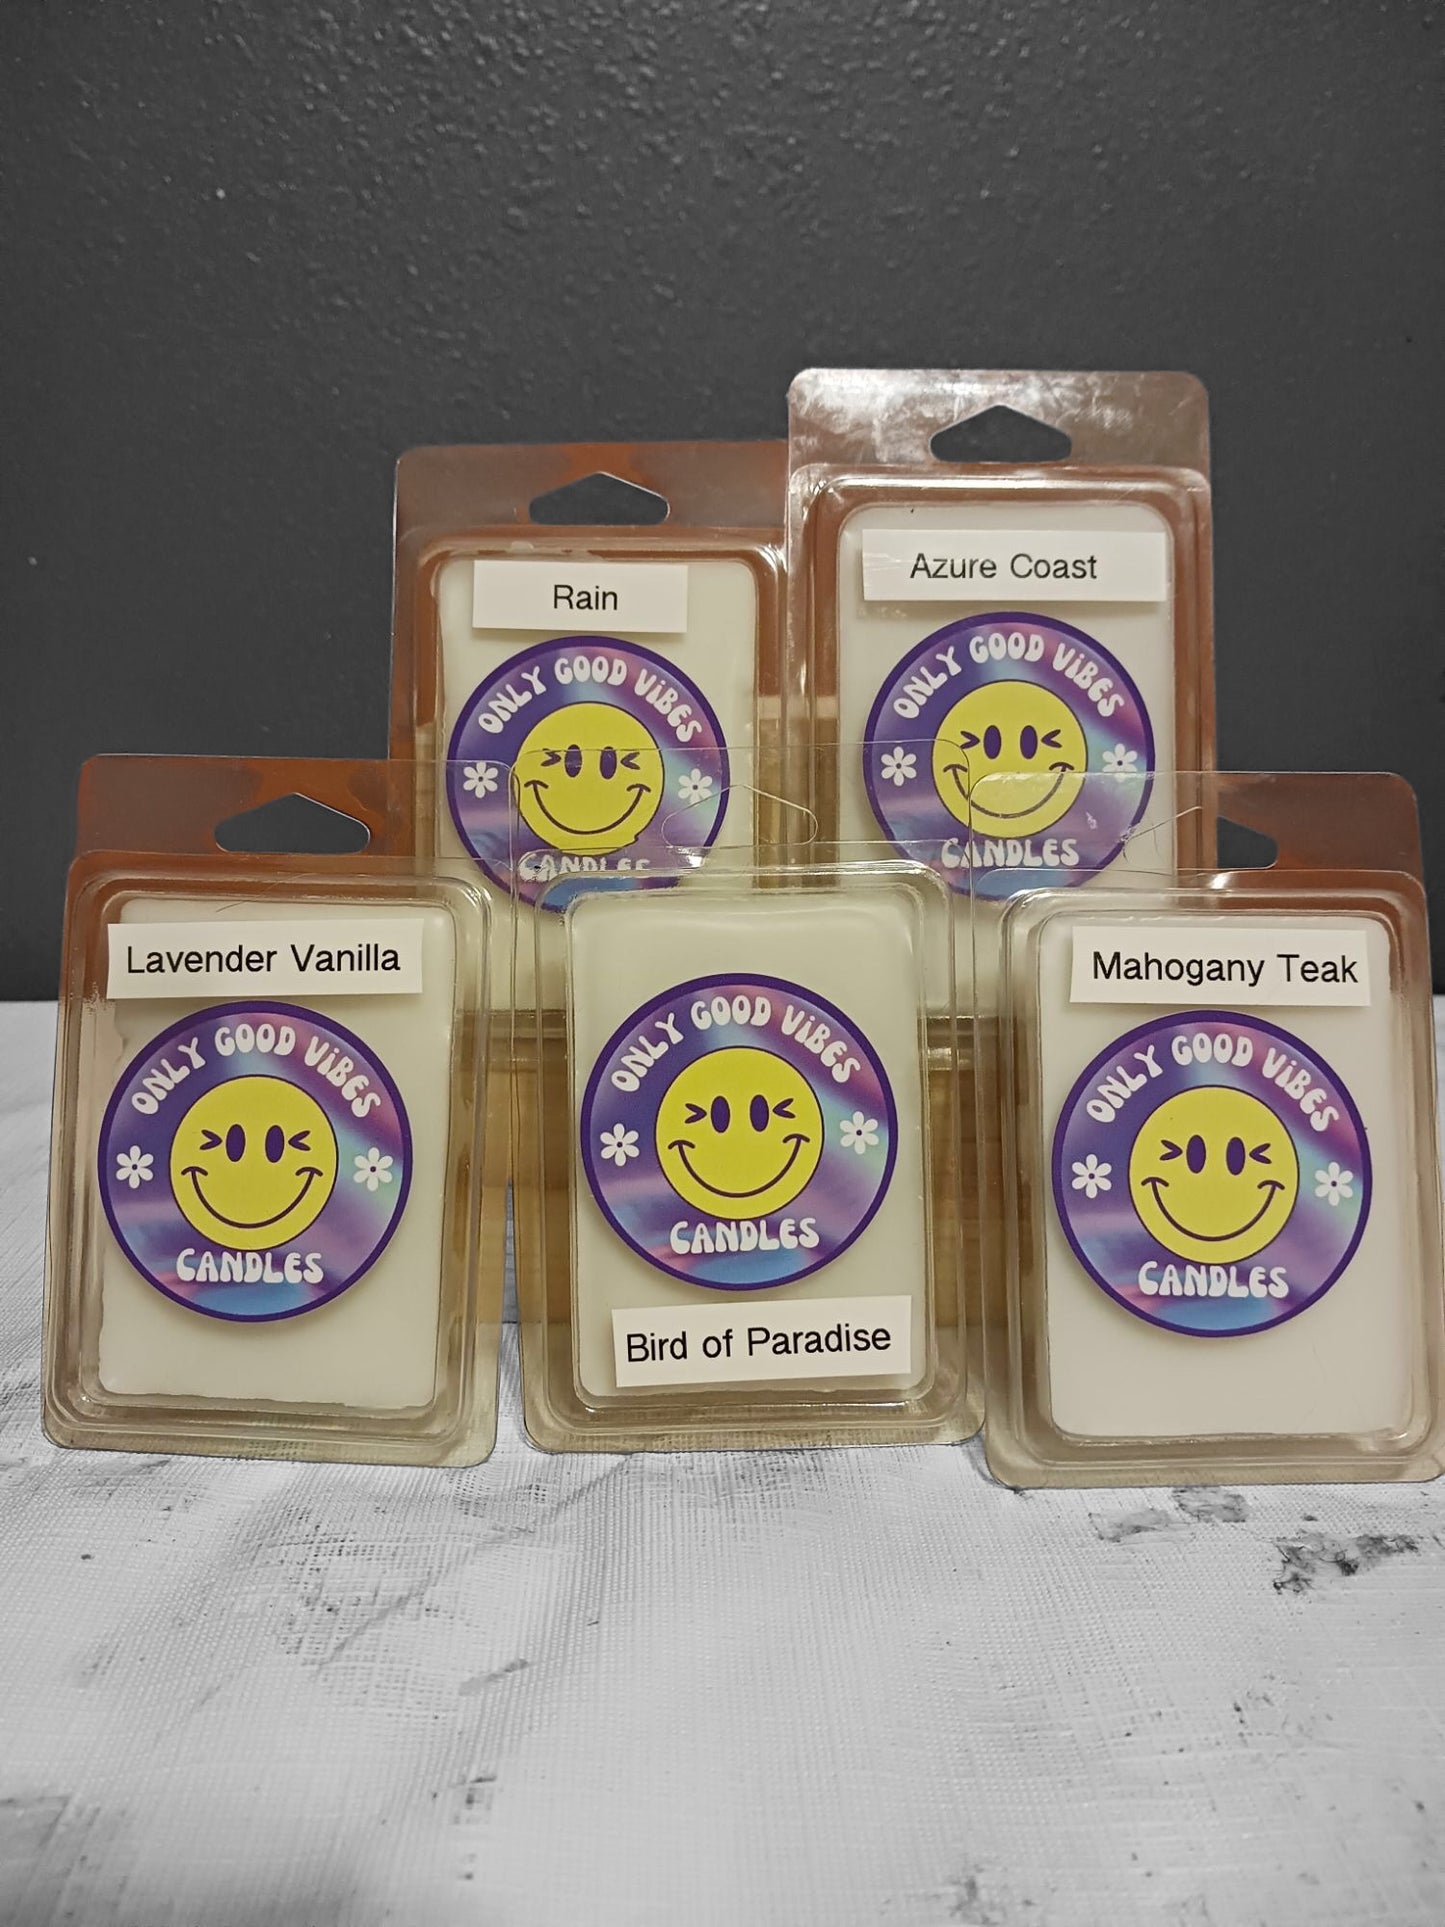 Rain
ONLY GOOD ViBES
CANDLES
Azure Coast
ONLY GOOD ViBES
CANDLES
Lavender Vanilla
ONLY GOOD ViBES
CANDLES
ONLY GOOD ViBES
CANDLES
Bird of Paradise
Mahogany Teak
ONLY GOOD ViBES
CANDLES